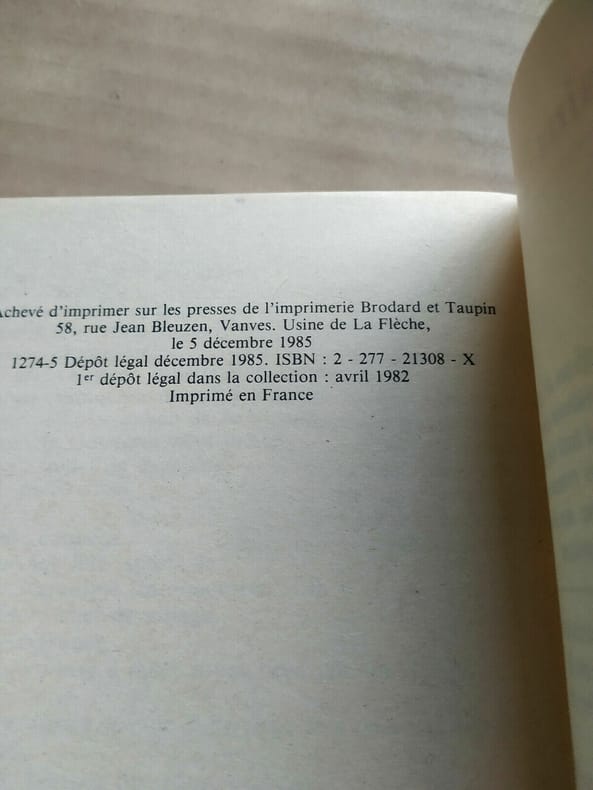 Achevé d'imprimer sur les presses de l'imprimerie Brodard et Taupin
58, rue Jean Bleuzen, Vanves. Usine de La Flèche,
le 5 décembre 1985
1274-5 Dépôt légal décembre 1985. ISBN : 2 - 277 - 21308 - X
1er dépôt légal dans la collection : avril 1982
Imprimé en France